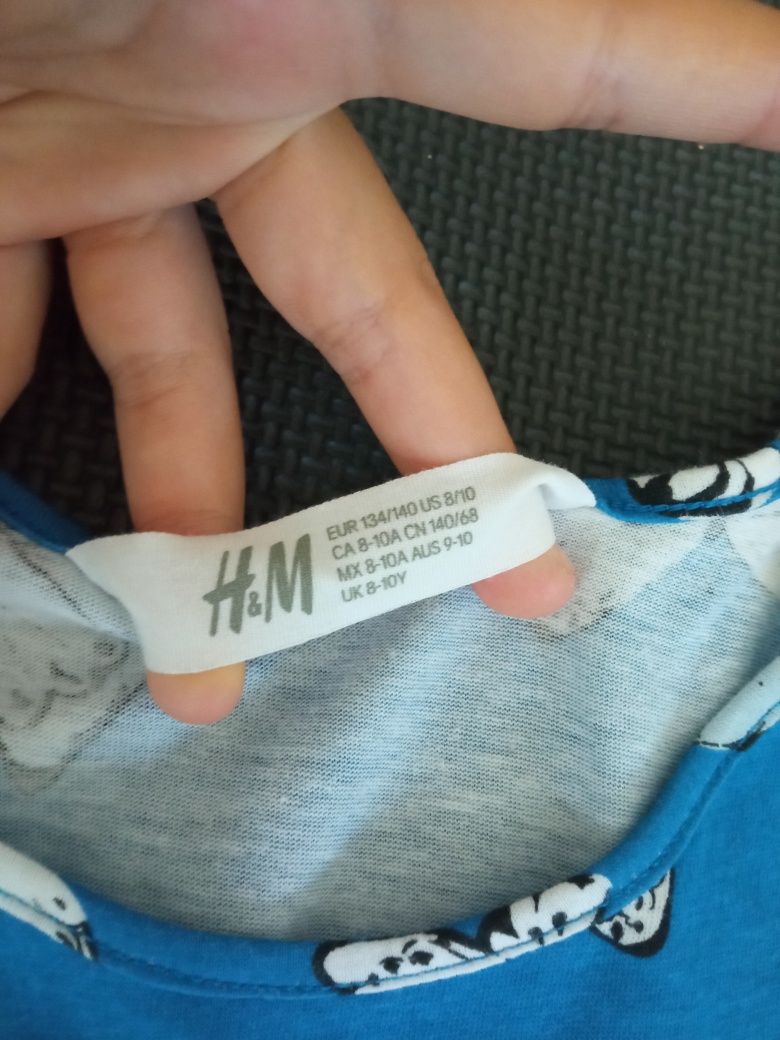 H&M
EUR 134/140 US 8/10
CA 8-10A CN 140/68
MX 8-10A AUS 9-10
UK 8-10Y